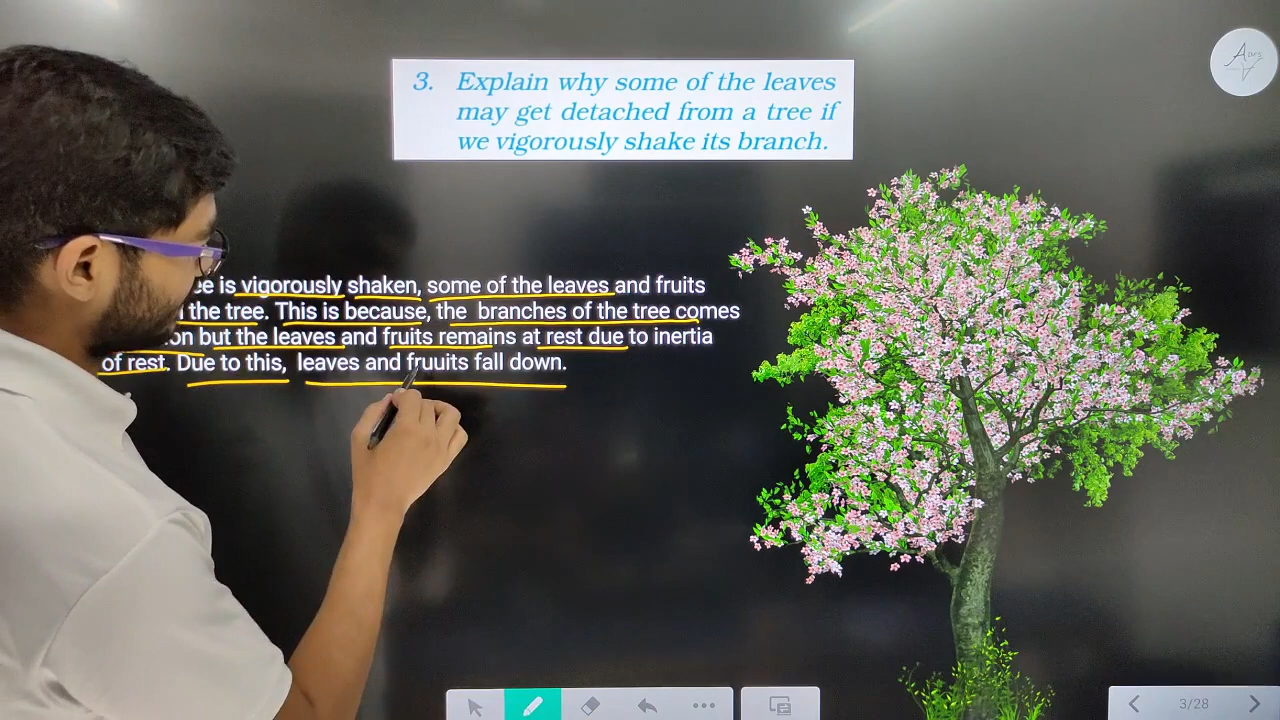 3. Explain why some of the leaves
may get detached from a tree if
we vigorously shake its branch.
is vigorously shaken, some of the leaves and fruits
the tree. This is because, the branches of the tree comes
but the leaves and fruits remains at rest due to inertia
of rest. Due to this, leaves and fruuits fall down.
3/28